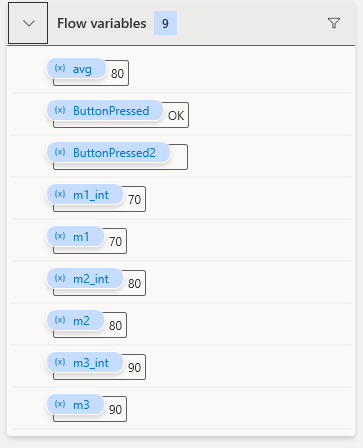 Flow variables 9
(x) avg 80
(x) ButtonPressed OK
(x) ButtonPressed2
(x) m1_int 70
(x) m1 70
(x) m2_int 80
(x) m2 80
(x) m3_int 90
(x) m3 90